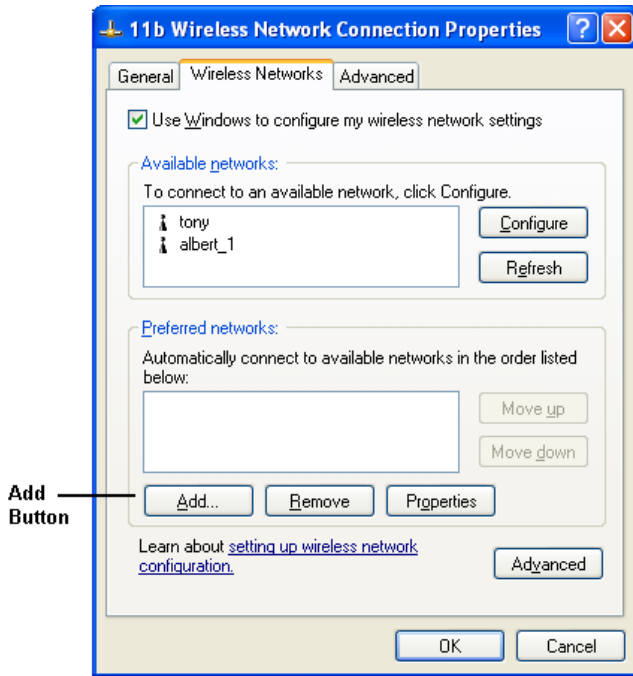 11b Wireless Network Connection Properties
General Wireless Networks Advanced
Use Windows to configure my wireless network settings
Available networks:
To connect to an available network, click Configure.
tony
albert_1
Configure
Refresh
Preferred networks:
Automatically connect to available networks in the order listed
below:
Move up
Move down
Add
Button
Add... Remove Properties
Learn about setting up wireless network
configuration.
Advanced
OK Cancel